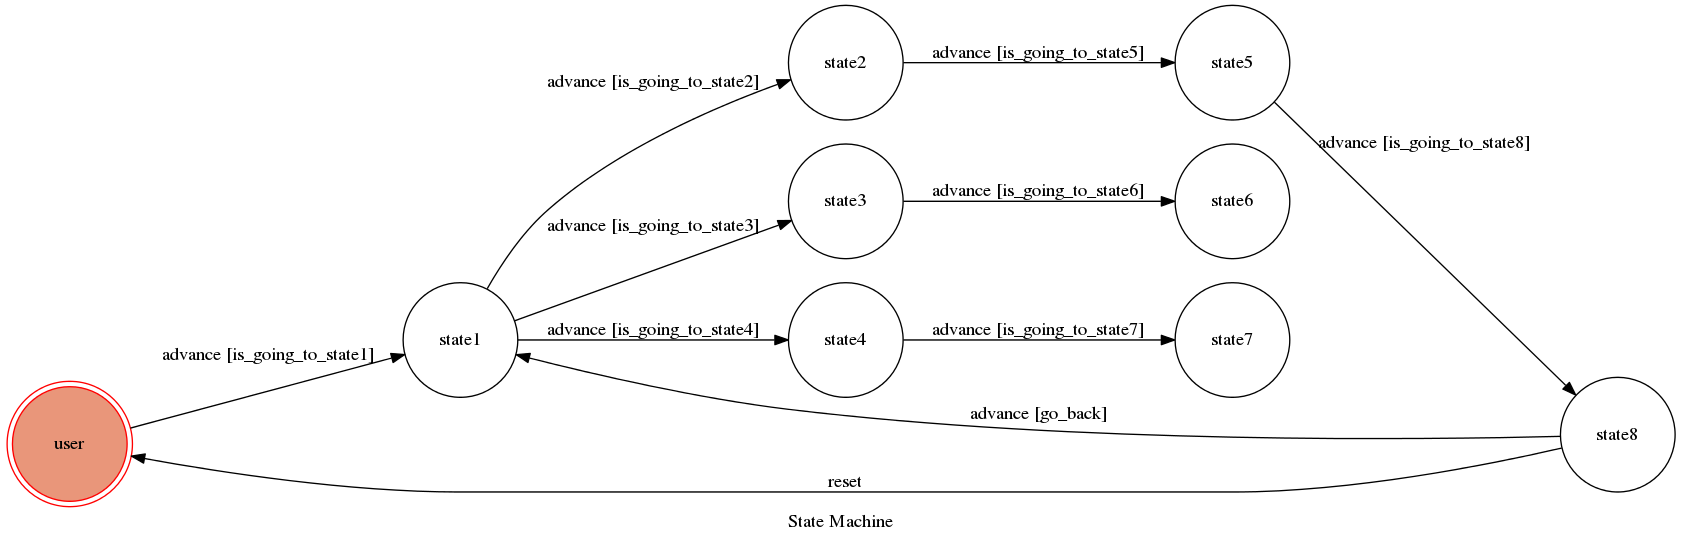 state2
advance [is_going_to_state5]
state5
advance [is_going_to_state2]
advance [is_going_to_state8]
state3
advance [is_going_to_state6]
state6
advance [is_going_to_state3]
state1
advance [is_going_to_state4]
state4
advance [is_going_to_state7]
state7
advance [is_going_to_state1]
advance [go_back]
state8
user
reset
State Machine